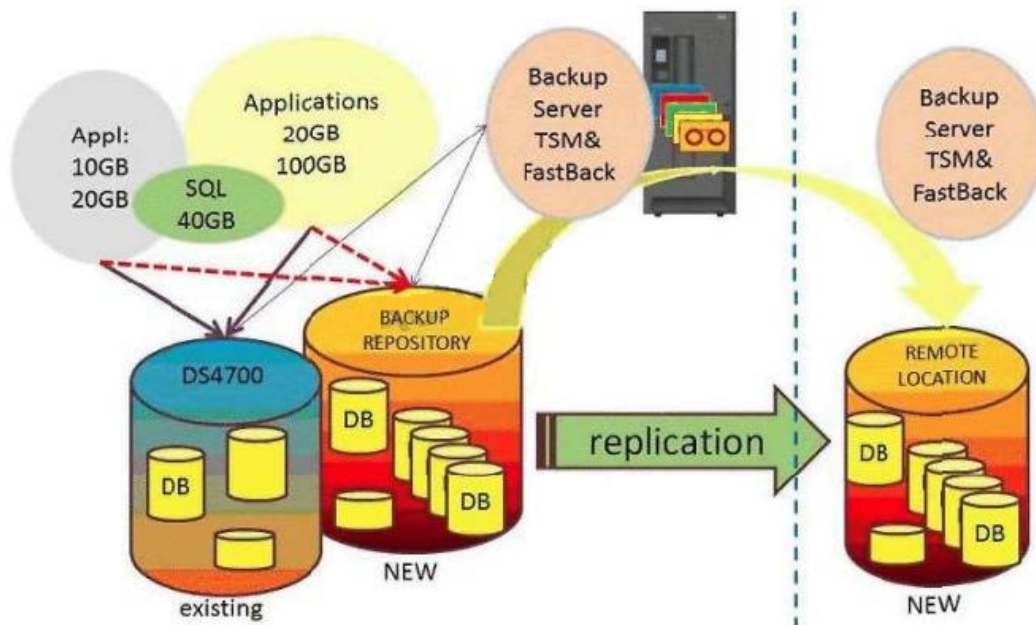 Appl:
10GB
20GB
SQL
40GB
Applications
20GB
100GB
Backup
Server
TSM&
FastBack
Backup
Server
TSM&
FastBack
DS4700
DB
existing
BACKUP
REPOSITORY
DB
DB
NEW
replication
REMOTE
LOCATION
DB
DB
NEW